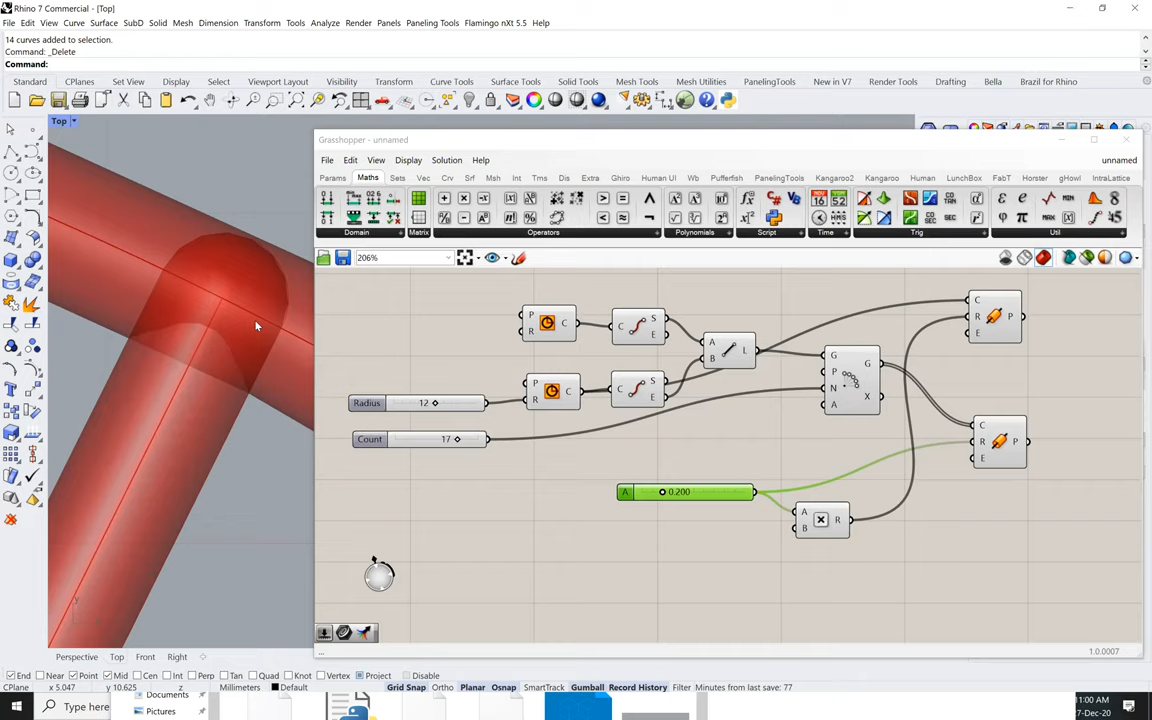 Rhino 7 Commercial - [Top]
File Edit View Curve Surface SubD Solid Mesh Dimension Transform Tools Analyze Render Panels Paneling Tools Flamingo nXt 5.5 Help
14 curves added to selection.
Command: _Delete
Command:
Standard CPlanes Set View Display Select Viewport Layout Visibility Transform Curve Tools Surface Tools Solid Tools Mesh Tools Mesh Utilities PanelingTools New in V7 Render Tools Drafting Bella Brazil for Rhino
Top
Grasshopper - unnamed
File Edit View Display Solution Help unnamed
Params Maths Sets Vec Crv Srf Msh Int Trns Dis Extra Ghiro Human UI Wb Pufferfish PanelingTools Kangaroo2 Kangaroo Human LunchBox FabT Horster gHowl IntraLattice
Domain Matrix Operators Polynomials Script Time Trig Util
206%
P C
R
C S
E
A L
B
C
R P
E
P C
R
C S
E
G G
P
N
A X
Radius 12
Count 17
C
R P
E
A 0.200
A R
B
...
1.0.0007
Perspective Top Front Right
End Near Point Mid Cen Int Perp Tan Quad Knot Vertex Project Disable
CPlane x 5.047 y 10.625 z Millimeters Default Grid Snap Ortho Planar Osnap SmartTrack Gumball Record History Filter Minutes from last save: 77
Type here
Documents
Pictures
11:00 AM
7-Dec-20